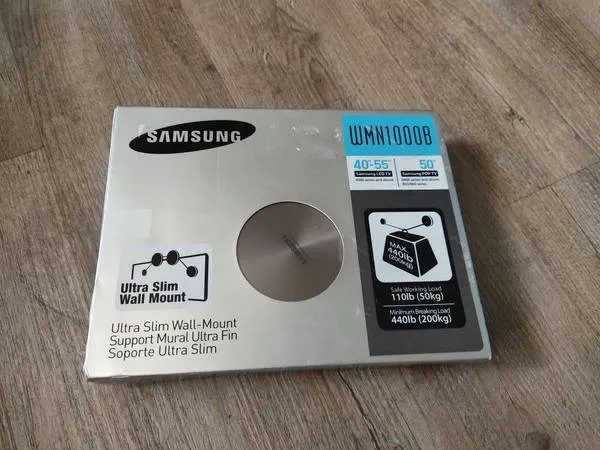 SAMSUNG
WMN1000B
40"-55"
Samsung LED TV
50"
Samsung PDP TV
SAMSUNG
MAX.
440lb
(200kg)
Safe Working Load
110lb (50kg)
Minimum Breaking Load
440lb (200kg)
Ultra Slim
Wall Mount
Ultra Slim Wall-Mount
Support Mural Ultra Fin
Soporte Ultra Slim